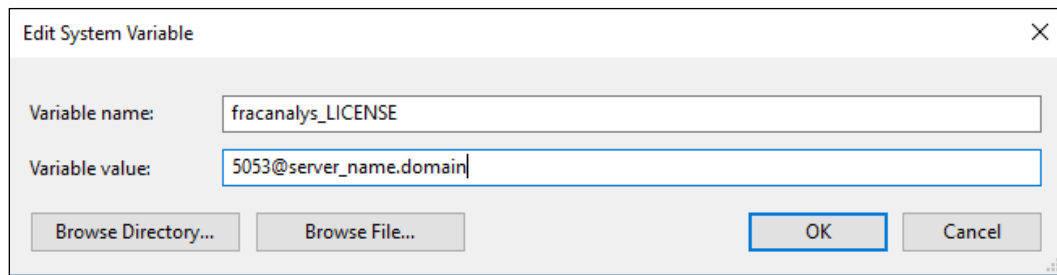 Edit System Variable
Variable name: fracanalys_LICENSE
Variable value: 5053@server_name.domain
Browse Directory... Browse File... OK Cancel